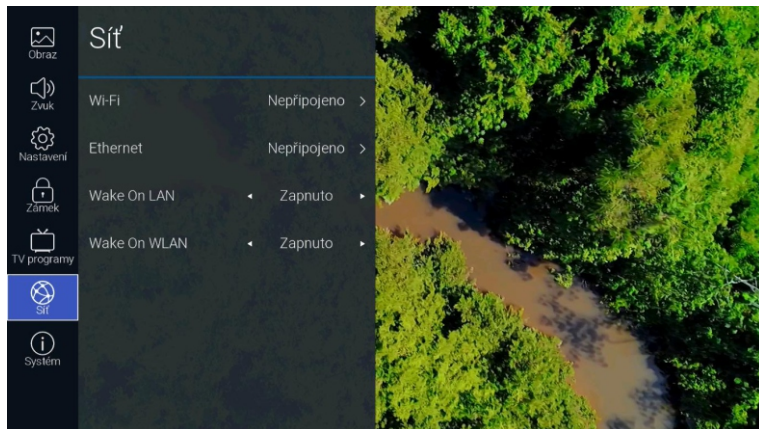 Obraz
Zvuk
Nastavení
Zámek
TV programy
Síť
Systém
Síť
Wi-Fi Nepřipojeno >
Ethernet Nepřipojeno >
Wake On LAN Zapnuto
Wake On WLAN Zapnuto